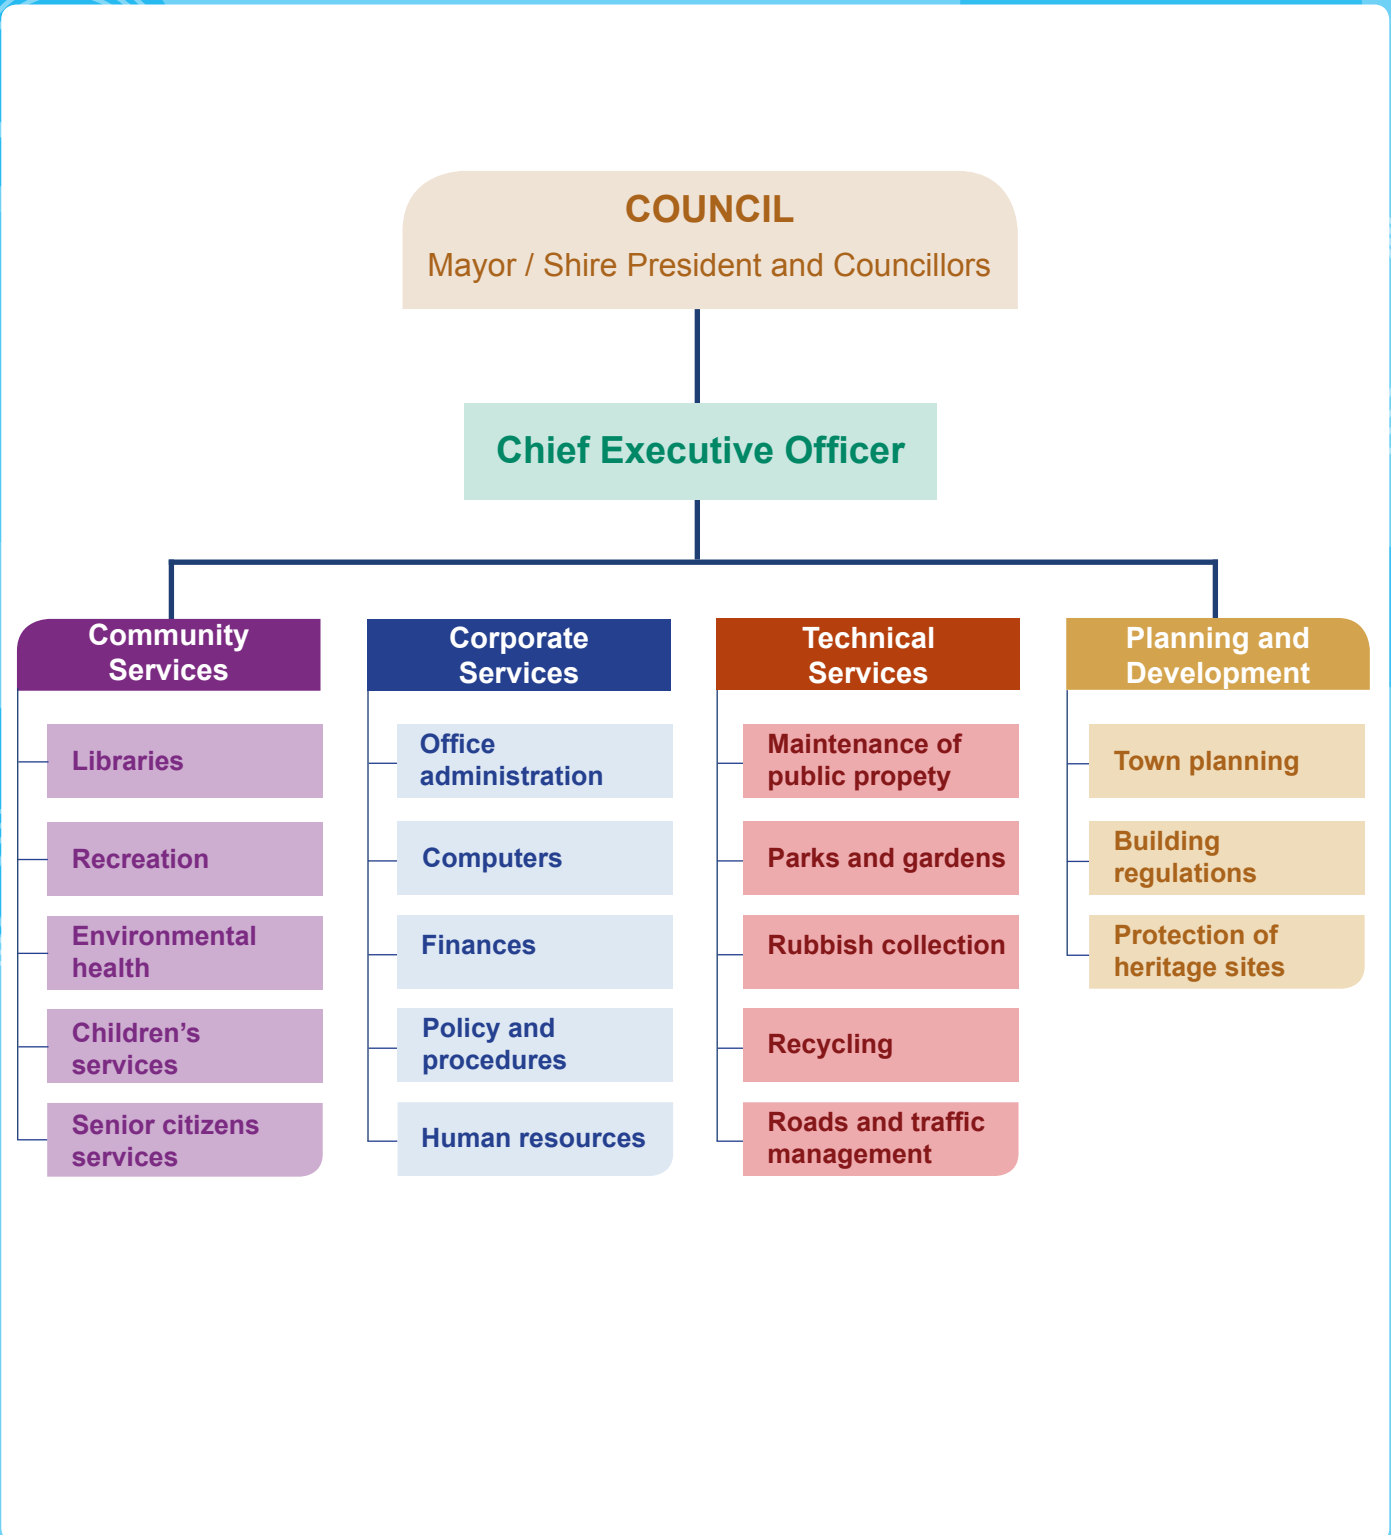 COUNCIL
Mayor / Shire President and Councillors
Chief Executive Officer
Community
Services
Libraries
Recreation
Environmental
health
Children’s
services
Senior citizens
services
Corporate
Services
Office
administration
Computers
Finances
Policy and
procedures
Human resources
Technical
Services
Maintenance of
public propety
Parks and gardens
Rubbish collection
Recycling
Roads and traffic
management
Planning and
Development
Town planning
Building
regulations
Protection of
heritage sites